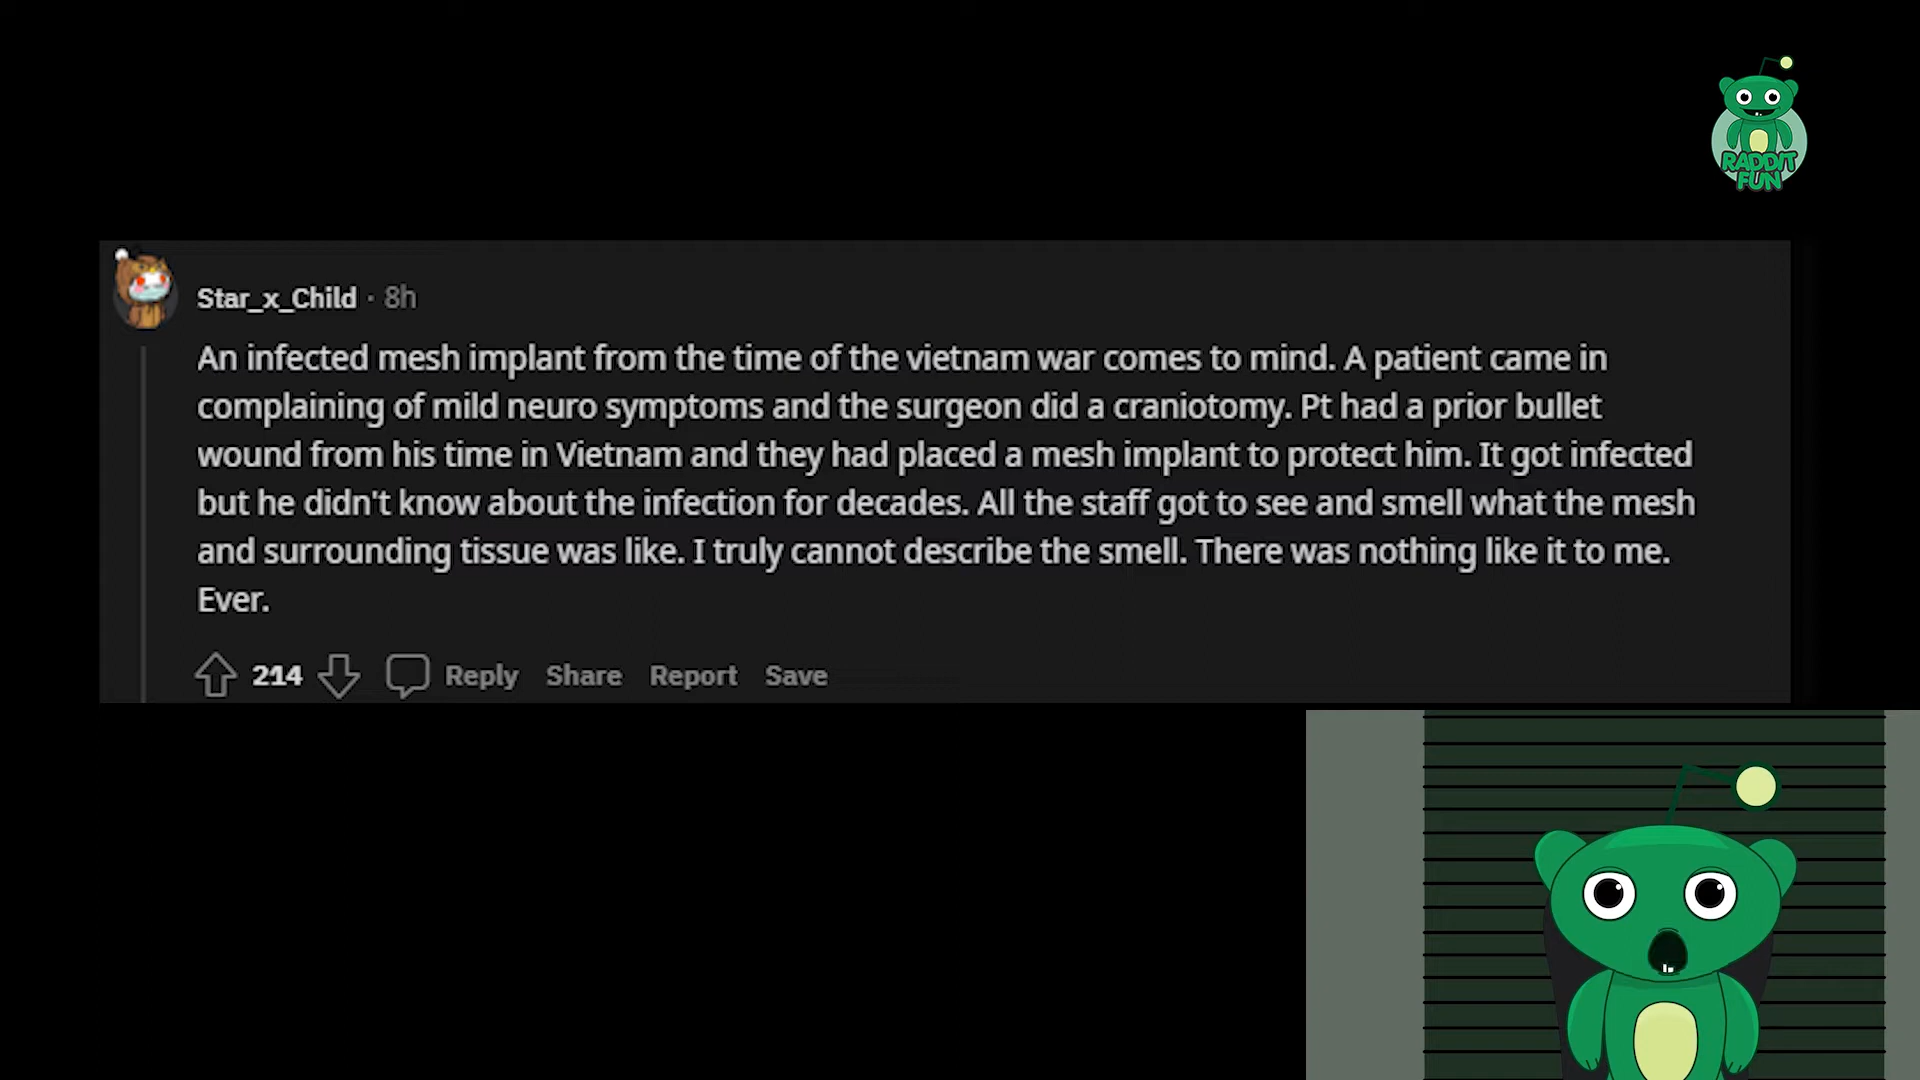 RADDIT
FUN
Star_x_Child · 8h
An infected mesh implant from the time of the vietnam war comes to mind. A patient came in
complaining of mild neuro symptoms and the surgeon did a craniotomy. Pt had a prior bullet
wound from his time in Vietnam and they had placed a mesh implant to protect him. It got infected
but he didn't know about the infection for decades. All the staff got to see and smell what the mesh
and surrounding tissue was like. I truly cannot describe the smell. There was nothing like it to me.
Ever.
214 Reply Share Report Save